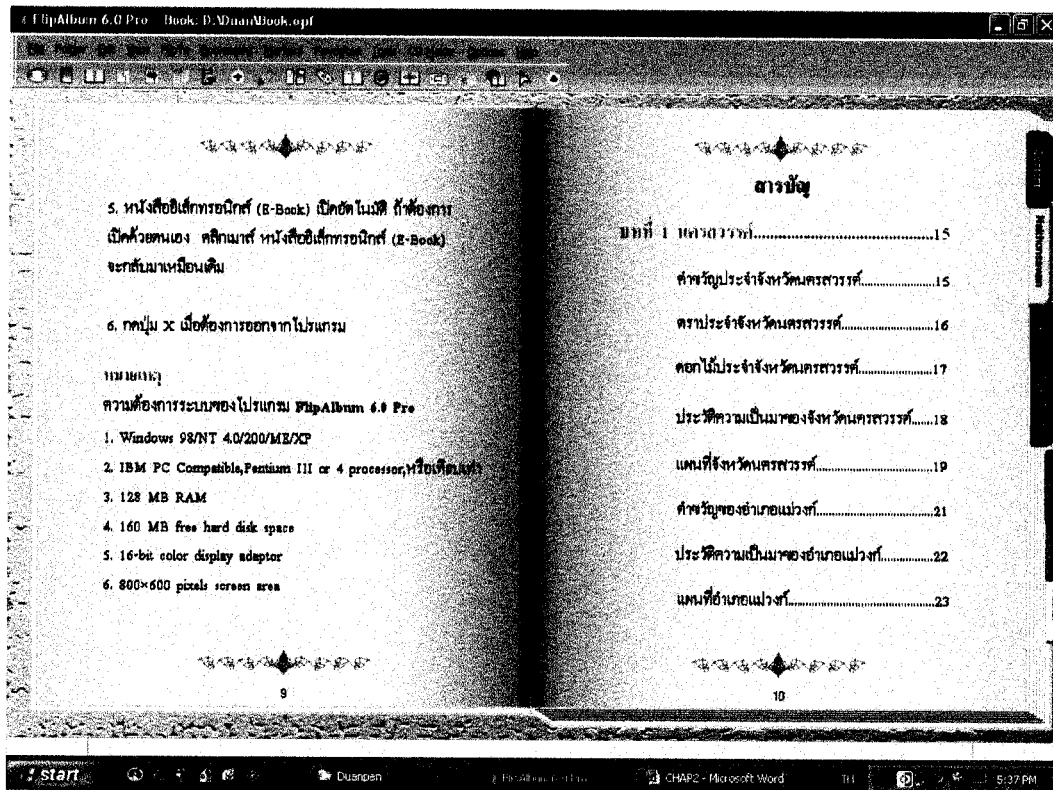 FlipAlbum 6.0 Pro Book: D:\Duan\Book.opf
5. หนังสืออิเล็กทรอนิกส์ (E-Book) เปิดอัตโนมัติ ถ้าต้องการ
เปิดด้วยตนเอง คลิกเมาส์ หนังสืออิเล็กทรอนิกส์ (E-Book)
จะกลับมาเหมือนเดิม
6. กดปุ่ม X เมื่อต้องการออกจากโปรแกรม
หมายเหตุ
ความต้องการระบบของโปรแกรม FlipAlbum 6.0 Pro
1. Windows 98/NT 4.0/200/ME/XP
2. IBM PC Compatible,Pentium III or 4 processor,หรือเทียบเท่า
3. 128 MB RAM
4. 160 MB free hard disk space
5. 16-bit color display adaptor
6. 800×600 pixels screen area
9
สารบัญ
บทที่ 1 นครสวรรค์.................................................15
คำขวัญประจำจังหวัดนครสวรรค์....................15
ตราประจำจังหวัดนครสวรรค์.........................16
ดอกไม้ประจำจังหวัดนครสวรรค์.....................17
ประวัติความเป็นมาของจังหวัดนครสวรรค์......18
แผนที่จังหวัดนครสวรรค์................................19
คำขวัญของอำเภอแม่วงก์...............................21
ประวัติความเป็นมาของอำเภอแม่วงก์.............22
แผนที่อำเภอแม่วงก์........................................23
10
Nakhonsawan
start
Duanpen
CHAP2 - Microsoft Word
TH
5:37 PM